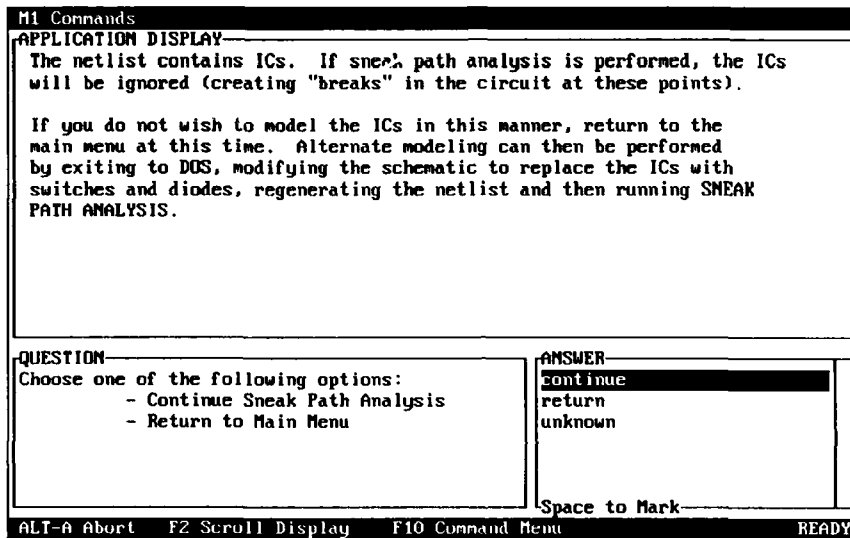 M1 Commands
APPLICATION DISPLAY
The netlist contains ICs. If sneak path analysis is performed, the ICs
will be ignored (creating "breaks" in the circuit at these points).
If you do not wish to model the ICs in this manner, return to the
main menu at this time. Alternate modeling can then be performed
by exiting to DOS, modifying the schematic to replace the ICs with
switches and diodes, regenerating the netlist and then running SNEAK
PATH ANALYSIS.
QUESTION
Choose one of the following options:
- Continue Sneak Path Analysis
- Return to Main Menu
ANSWER
continue
return
unknown
Space to Mark
ALT-A Abort F2 Scroll Display F10 Command Menu READY